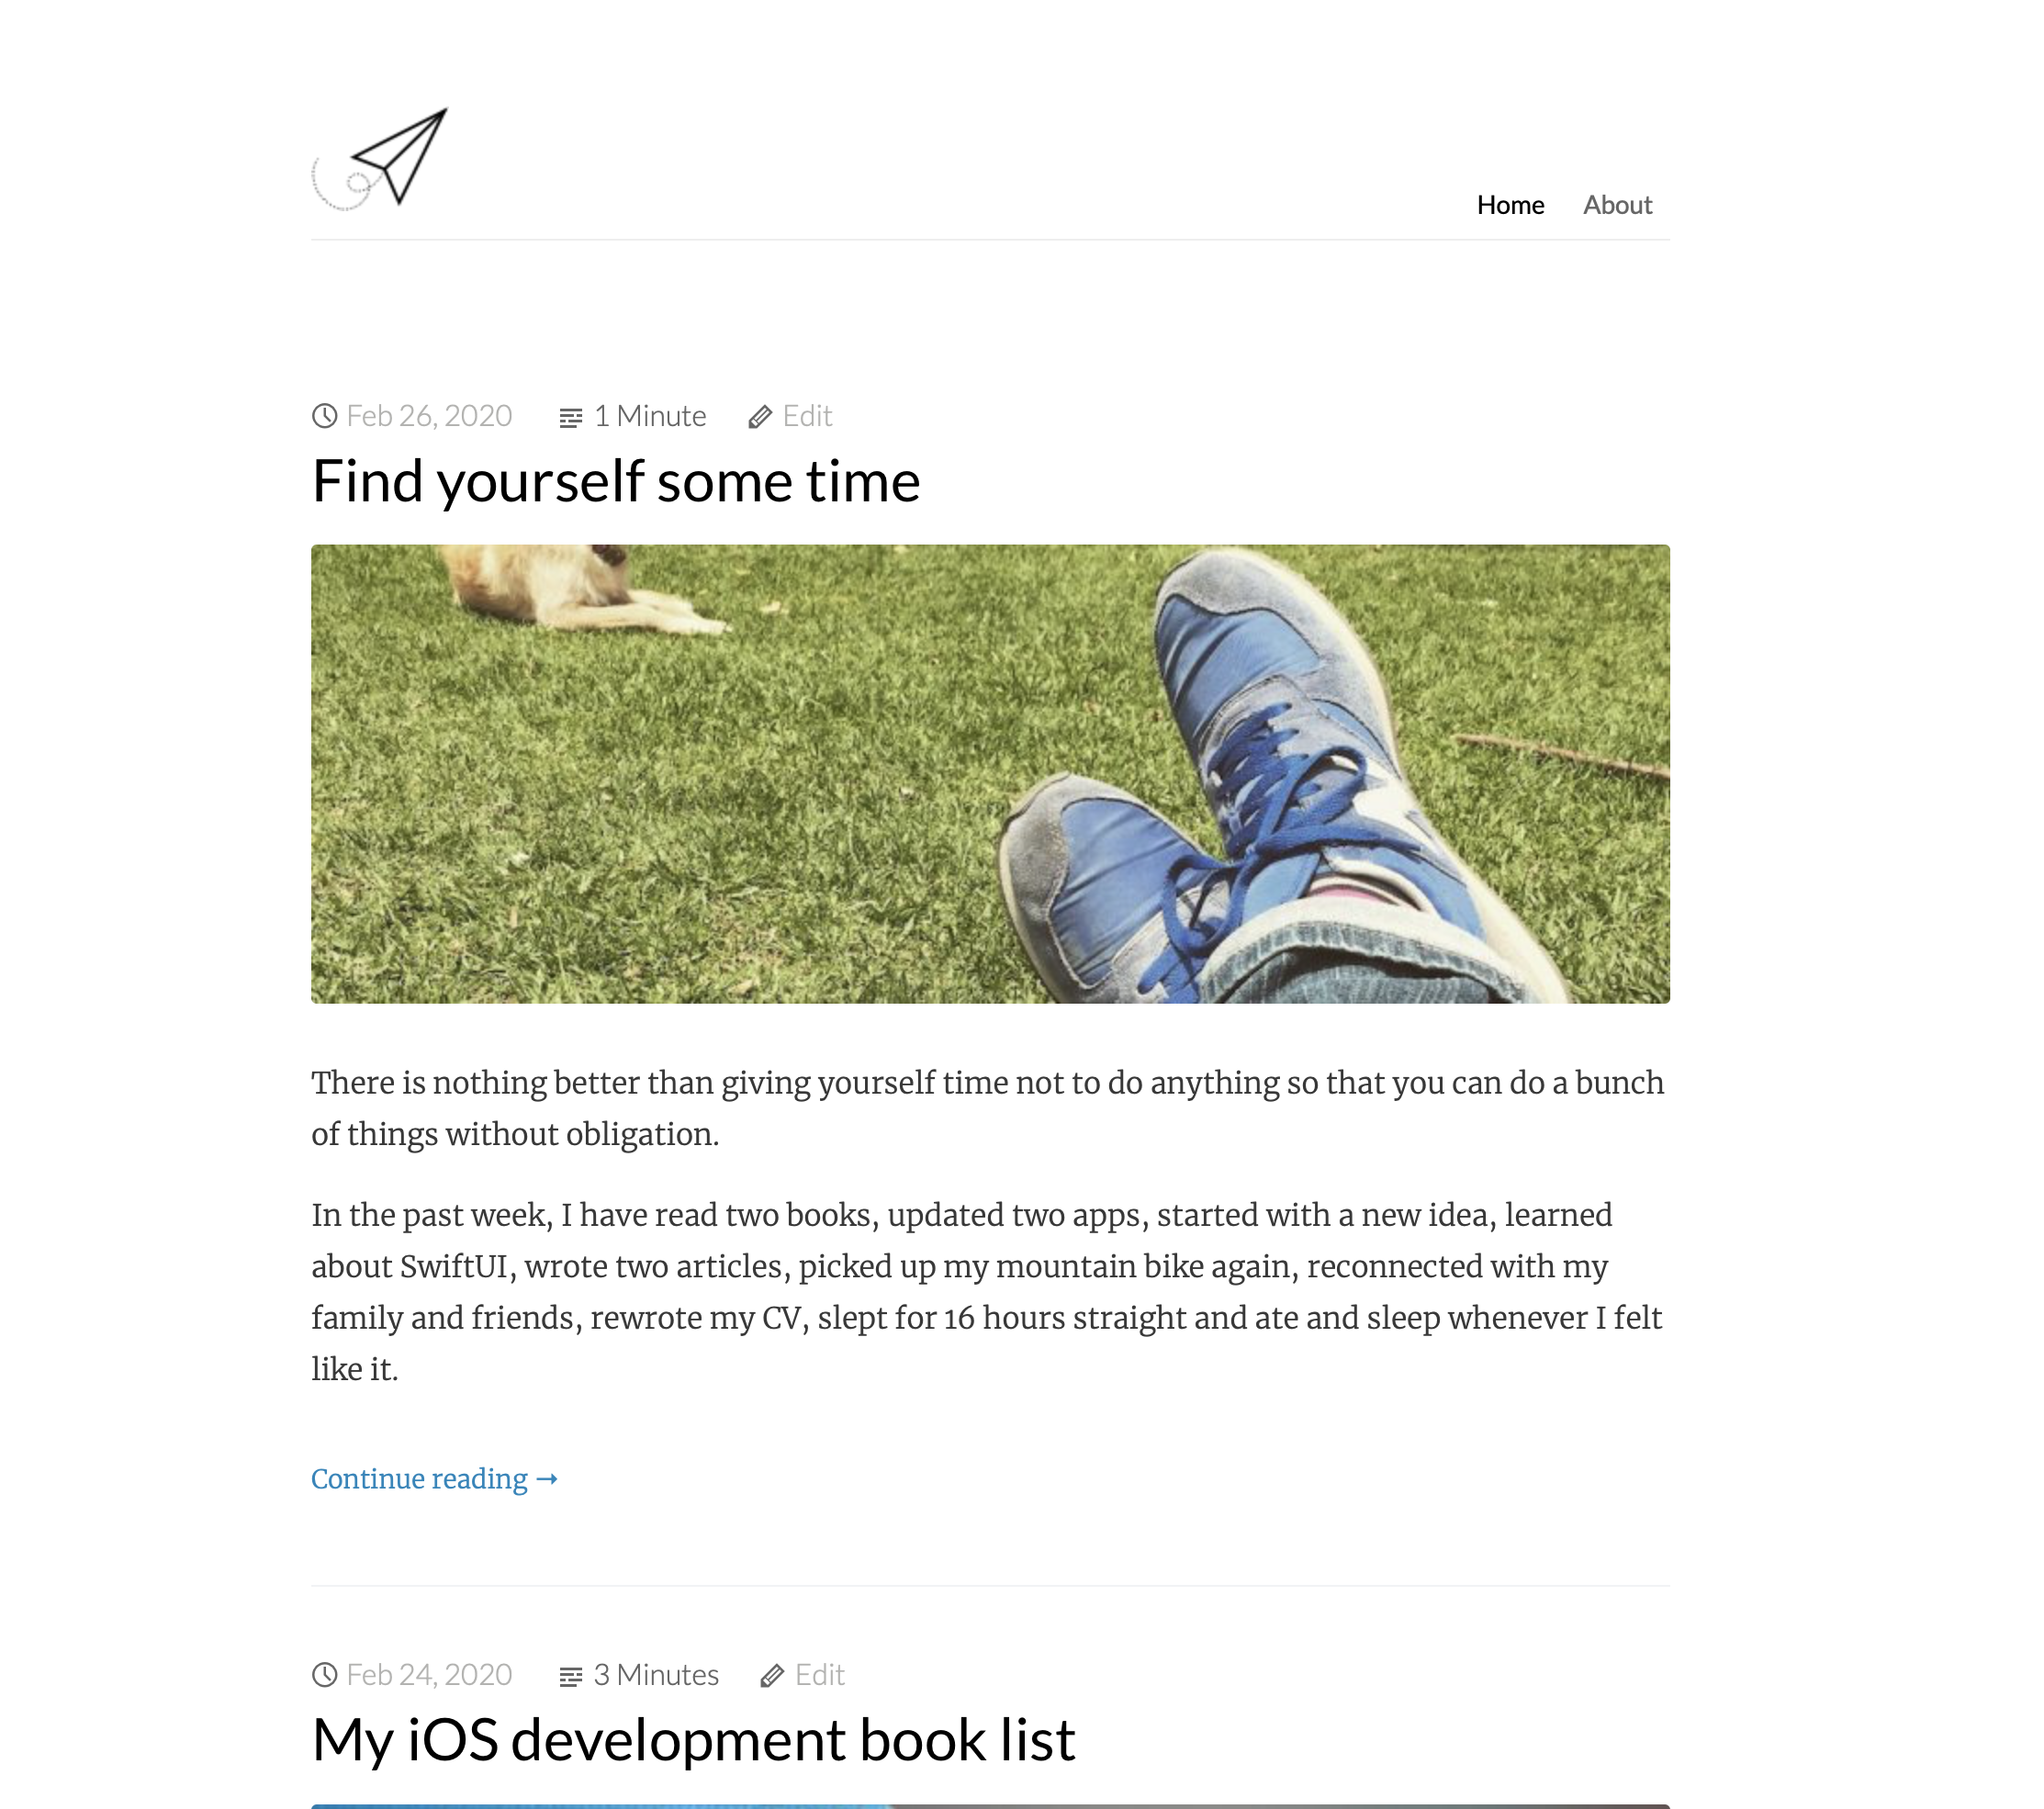 Home About
Feb 26, 2020 1 Minute Edit
Find yourself some time
There is nothing better than giving yourself time not to do anything so that you can do a bunch
of things without obligation.
In the past week, I have read two books, updated two apps, started with a new idea, learned
about SwiftUI, wrote two articles, picked up my mountain bike again, reconnected with my
family and friends, rewrote my CV, slept for 16 hours straight and ate and sleep whenever I felt
like it.
Continue reading →
Feb 24, 2020 3 Minutes Edit
My iOS development book list